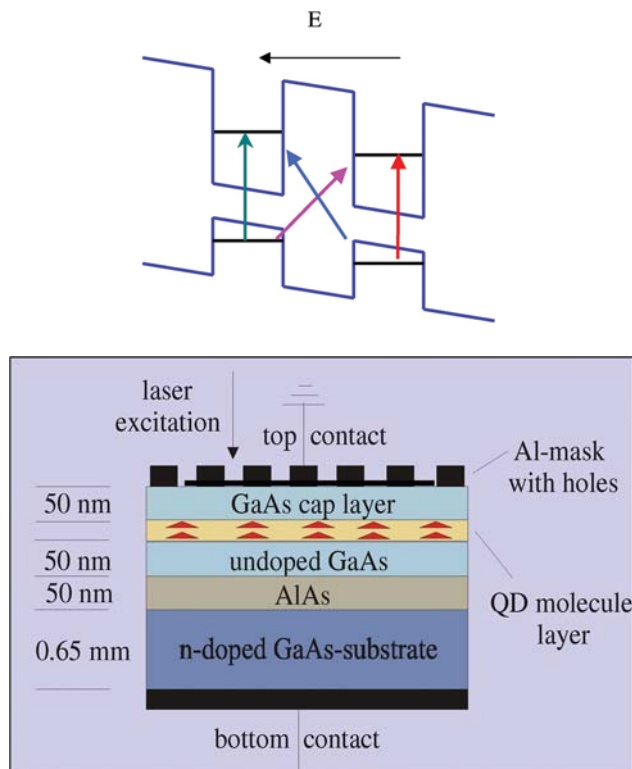 E
laser
excitation
top contact
Al-mask
with holes
50 nm
GaAs cap layer
50 nm
undoped GaAs
50 nm
AlAs
QD molecule
layer
0.65 mm
n-doped GaAs-substrate
bottom contact